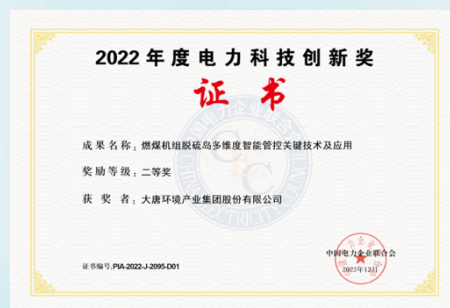 2022年度电力科技创新奖
证书
成果名称：燃煤机组脱硫岛多维度智能管控关键技术及应用
奖励等级：二等奖
获奖者：大唐环境产业集团股份有限公司
中国电力企业联合会
2022年12月
证书编号:PIA-2022-J-2095-D01